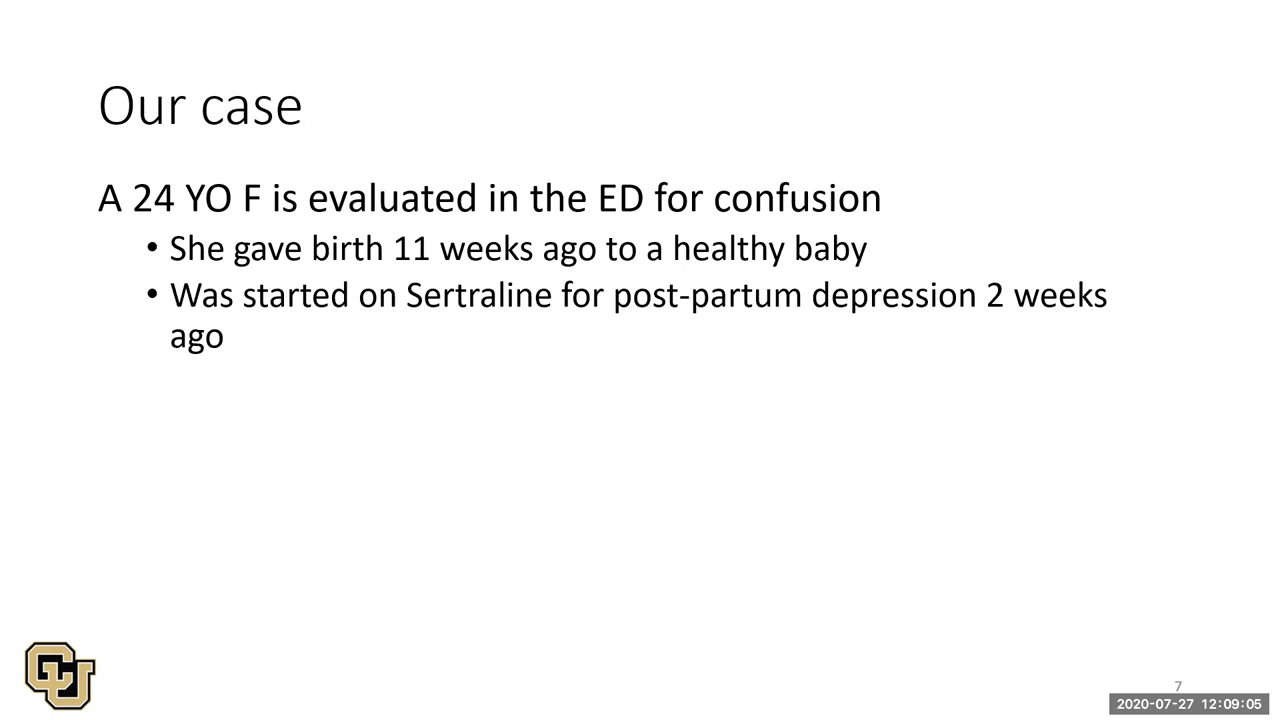 Our case
A 24 YO F is evaluated in the ED for confusion
• She gave birth 11 weeks ago to a healthy baby
• Was started on Sertraline for post-partum depression 2 weeks
ago
CU
7
2020-07-27 12:09:05